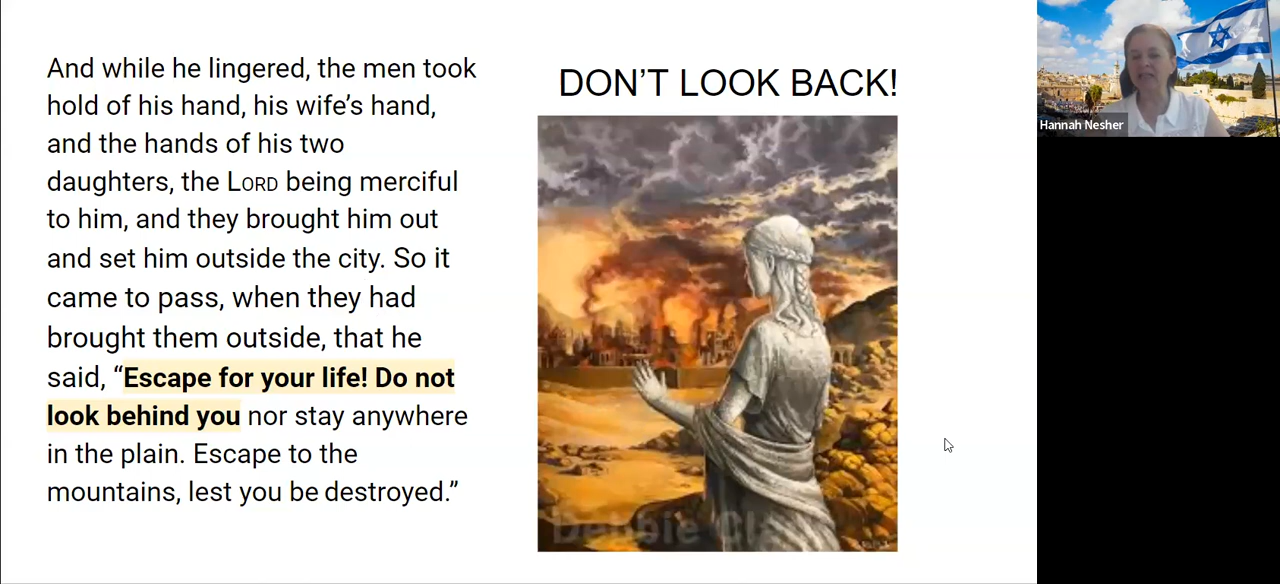 And while he lingered, the men took
hold of his hand, his wife’s hand,
and the hands of his two
daughters, the LORD being merciful
to him, and they brought him out
and set him outside the city. So it
came to pass, when they had
brought them outside, that he
said, “Escape for your life! Do not
look behind you nor stay anywhere
in the plain. Escape to the
mountains, lest you be destroyed.”
DON’T LOOK BACK!
Debbie
Hannah Nesher